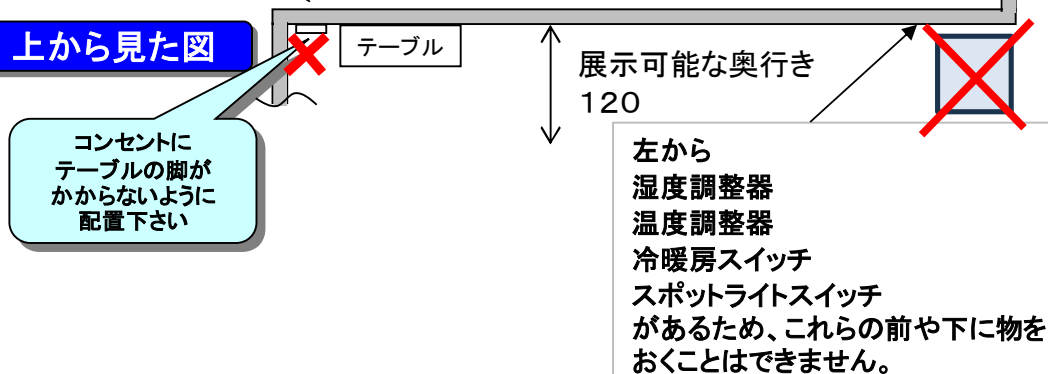 上から見た図
テーブル
展示可能な奥行き
120
コンセントに
テーブルの脚が
かからないように
配置下さい
左から
湿度調整器
温度調整器
冷暖房スイッチ
スポットライトスイッチ
があるため、これらの前や下に物を
おくことはできません。